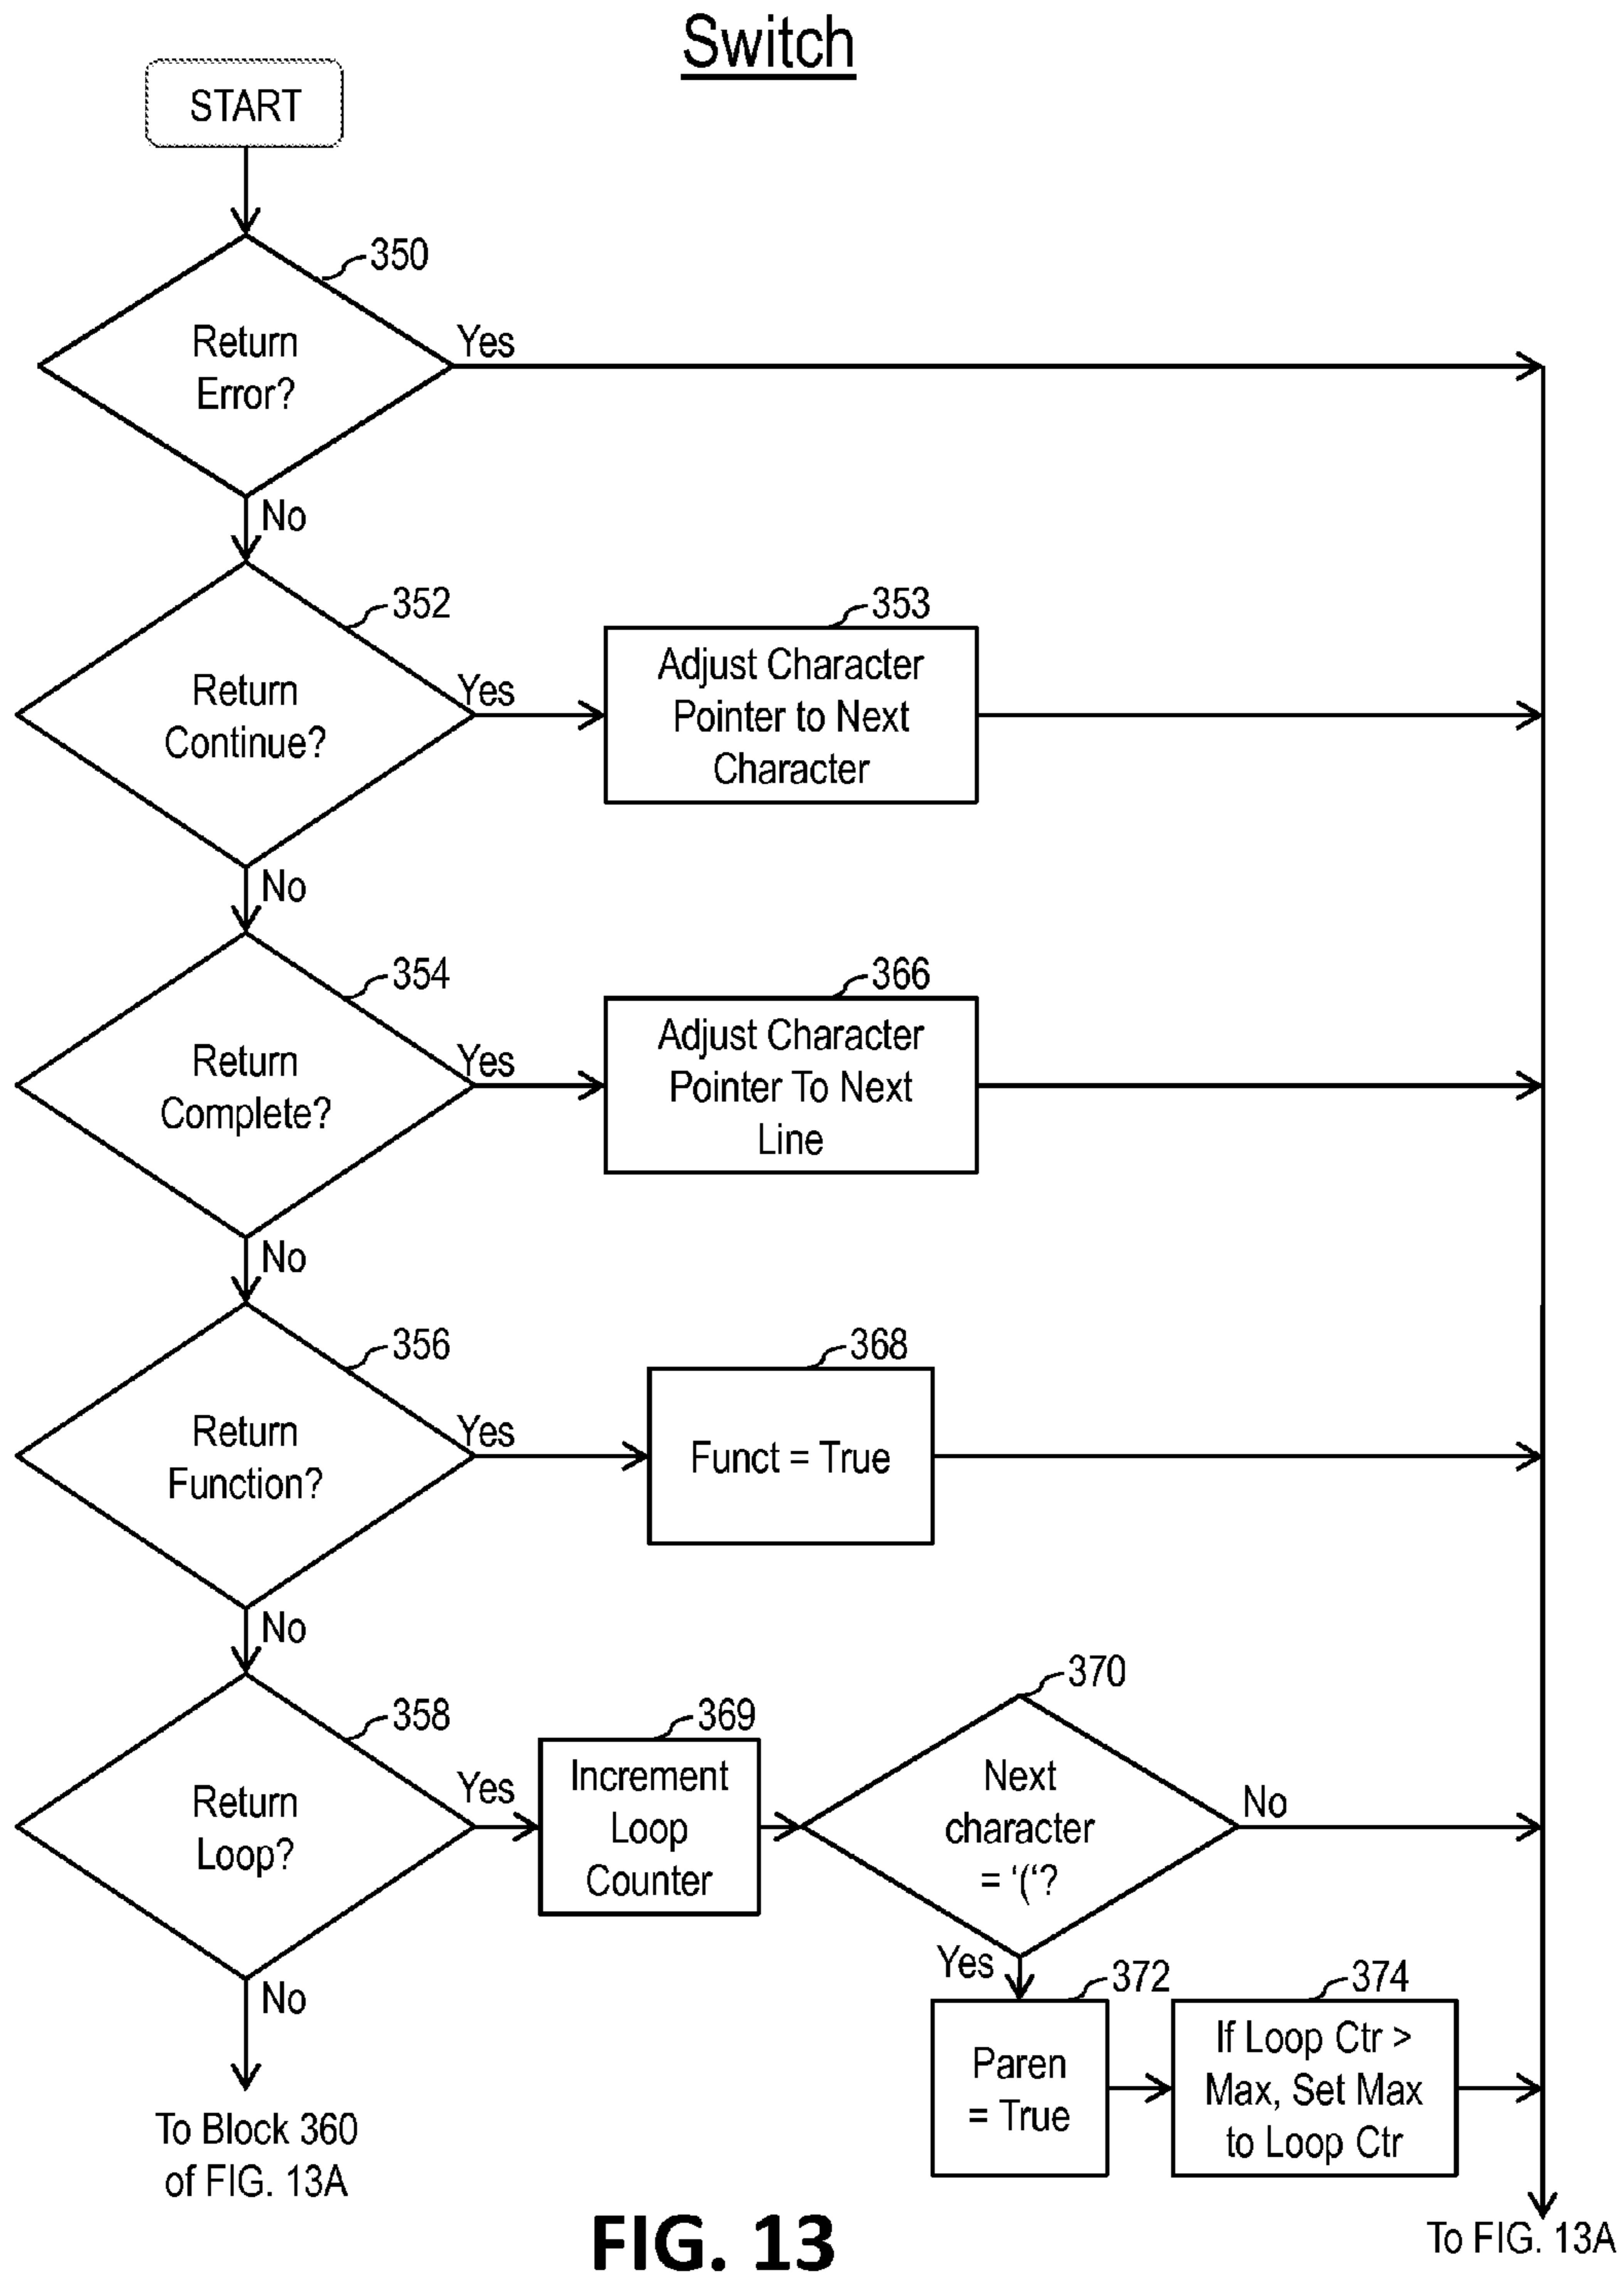 Switch
START
350
Return
Error?
Yes
No
352
Return
Continue?
Yes
353
Adjust Character
Pointer to Next
Character
No
354
Return
Complete?
Yes
366
Adjust Character
Pointer To Next
Line
No
356
Return
Function?
Yes
368
Funct = True
No
358
Return
Loop?
Yes
369
Increment
Loop
Counter
370
Next
character
= ‘(‘?
No
Yes
372
Paren
= True
374
If Loop Ctr >
Max, Set Max
to Loop Ctr
No
To Block 360
of FIG. 13A
FIG. 13
To FIG. 13A